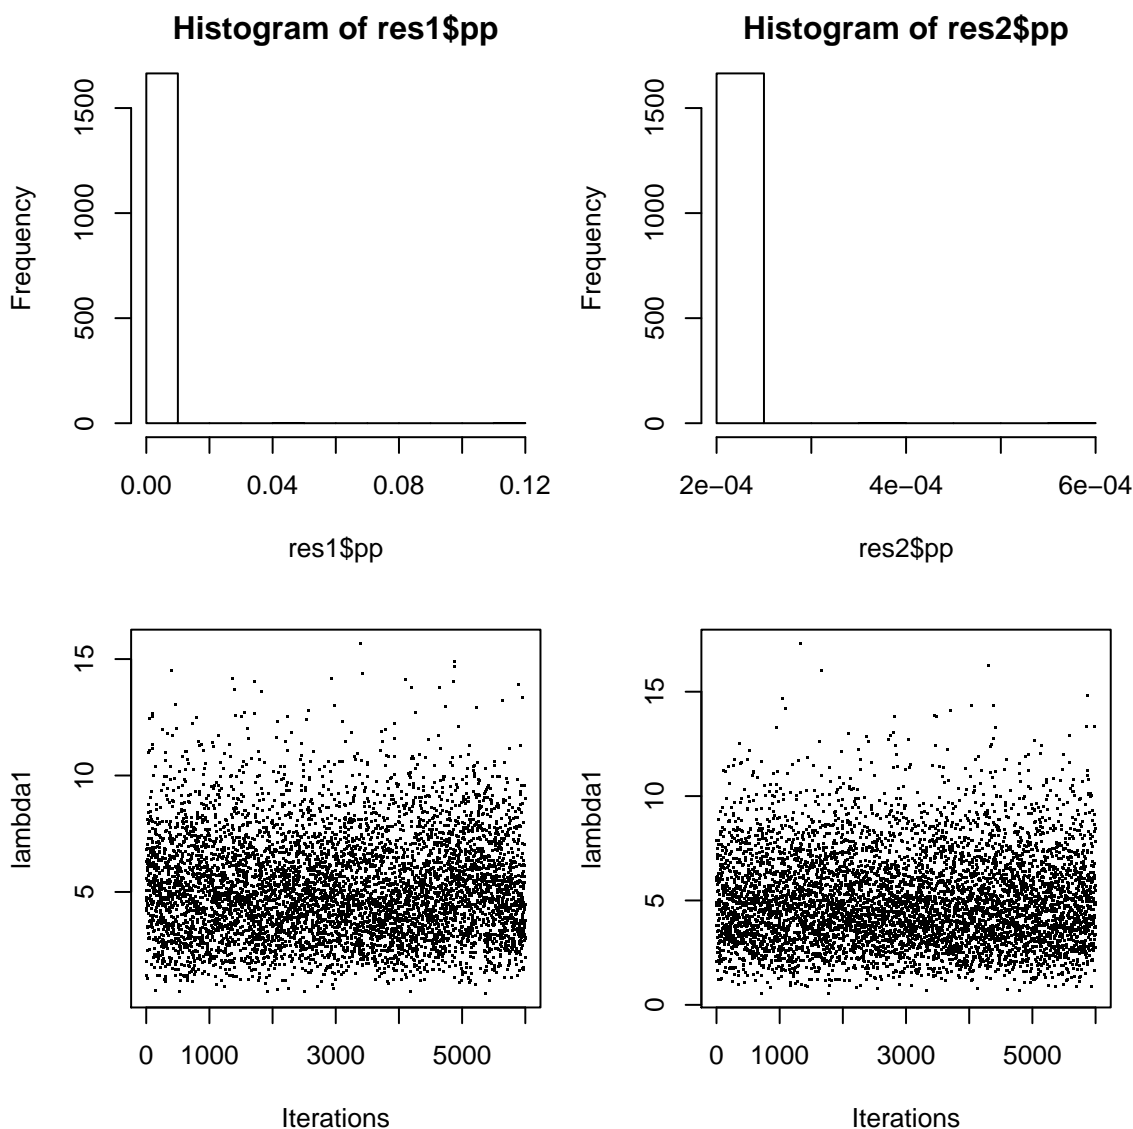 Histogram of res1$pp
Frequency
0 500 1000 1500
0.00 0.04 0.08 0.12
res1$pp
Histogram of res2$pp
Frequency
0 500 1000 1500
2e−04 4e−04 6e−04
res2$pp
lambda1
5 10 15
0 1000 3000 5000
Iterations
lambda1
0 5 10 15
0 1000 3000 5000
Iterations